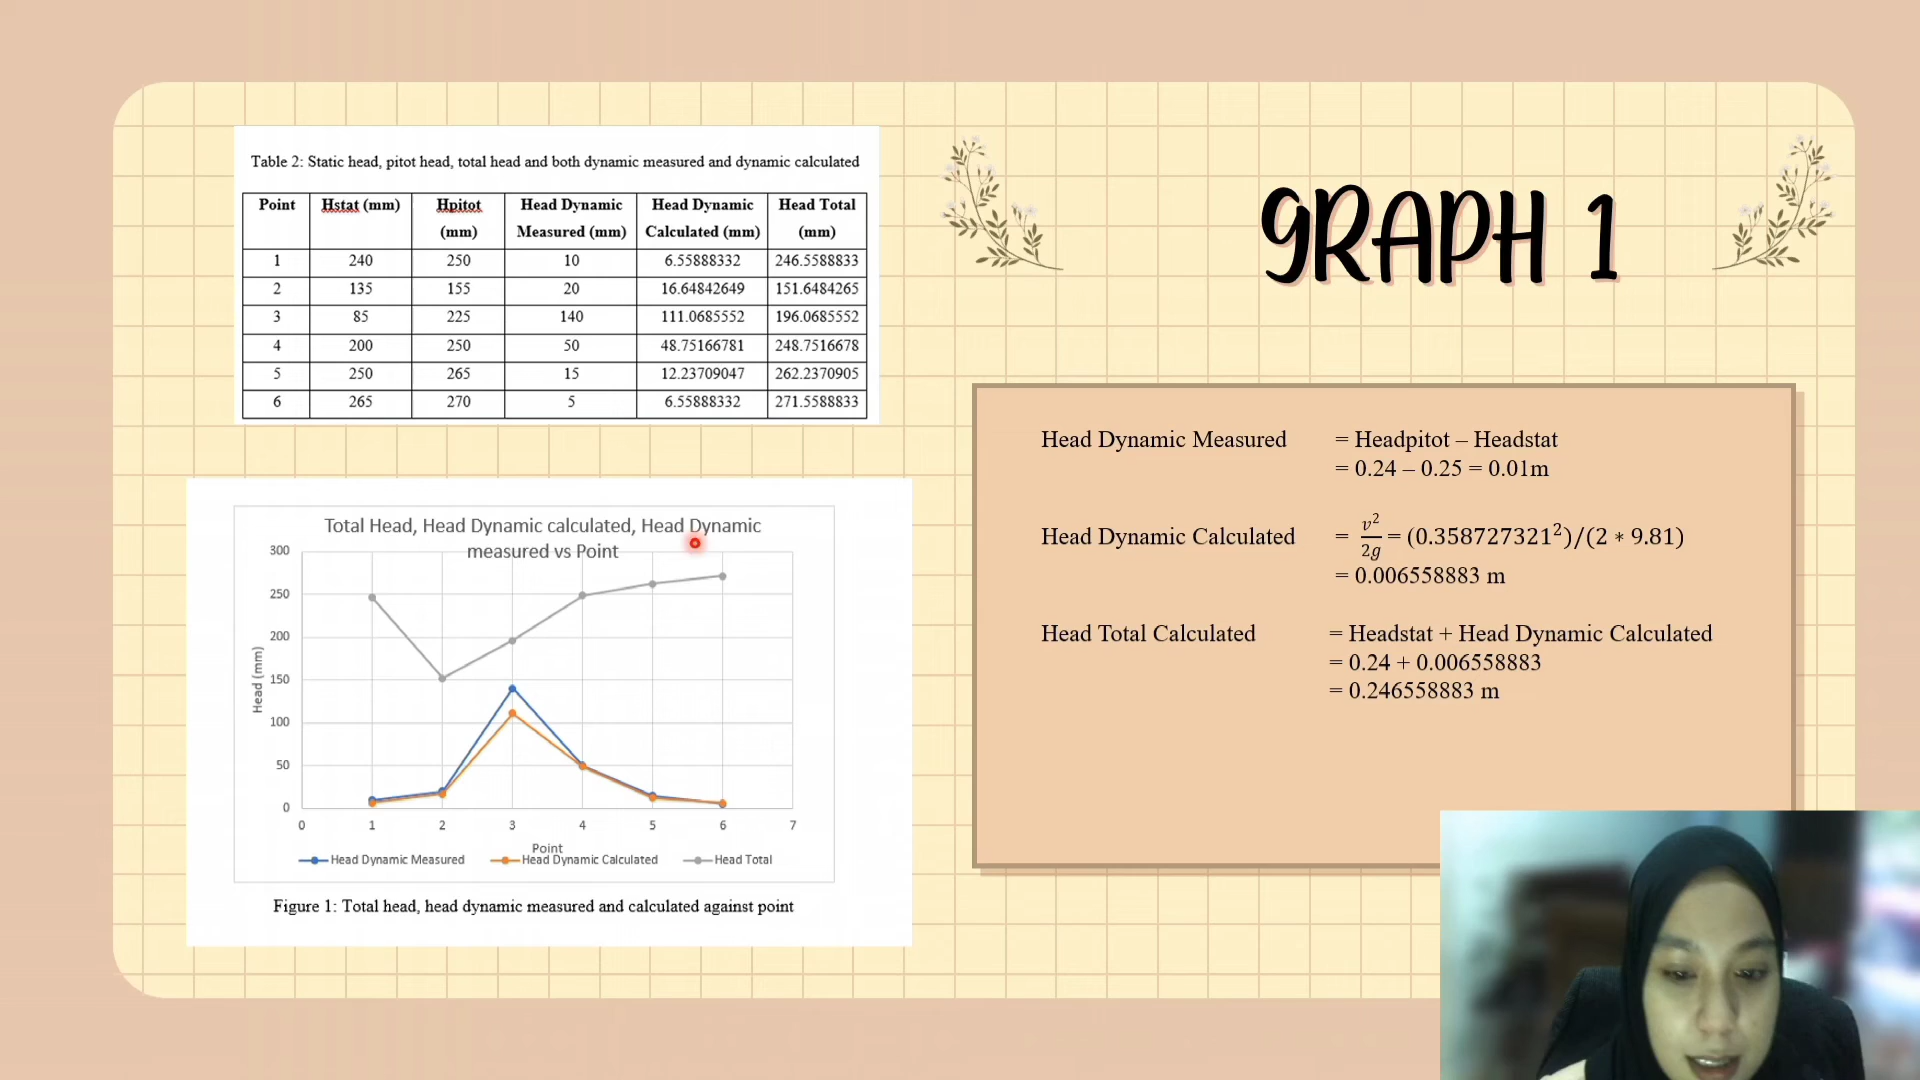 Table 2: Static head, pitot head, total head and both dynamic measured and dynamic calculated
Point Hstat (mm) Hpitot (mm) Head Dynamic Measured (mm) Head Dynamic Calculated (mm) Head Total (mm)
1 240 250 10 6.55888332 246.5588833
2 135 155 20 16.64842649 151.6484265
3 85 225 140 111.0685552 196.0685552
4 200 250 50 48.75166781 248.7516678
5 250 265 15 12.23709047 262.2370905
6 265 270 5 6.55888332 271.5588833
Total Head, Head Dynamic calculated, Head Dynamic
measured vs Point
300
250
200
150
100
50
0
Head (mm)
0 1 2 3 4 5 6 7
Point
Head Dynamic Measured Head Dynamic Calculated Head Total
Figure 1: Total head, head dynamic measured and calculated against point
GRAPH 1
Head Dynamic Measured = Headpitot – Headstat
= 0.24 – 0.25 = 0.01m
Head Dynamic Calculated = v²/2g = (0.358727321²)/(2 ∗ 9.81)
= 0.006558883 m
Head Total Calculated = Headstat + Head Dynamic Calculated
= 0.24 + 0.006558883
= 0.246558883 m